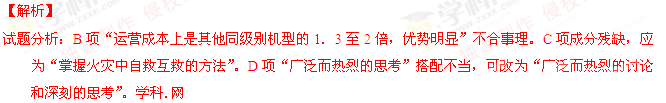 【解析】
试题分析：B 项“运营成本上是其他同级别机型的 1．3 至 2 倍，优势明显”不合事理。C 项成分残缺，应
为“掌握火灾中自救互救的方法”。D 项“广泛而热烈的思考”搭配不当，可改为“广泛而热烈的讨论
和深刻的思考”。学科.网